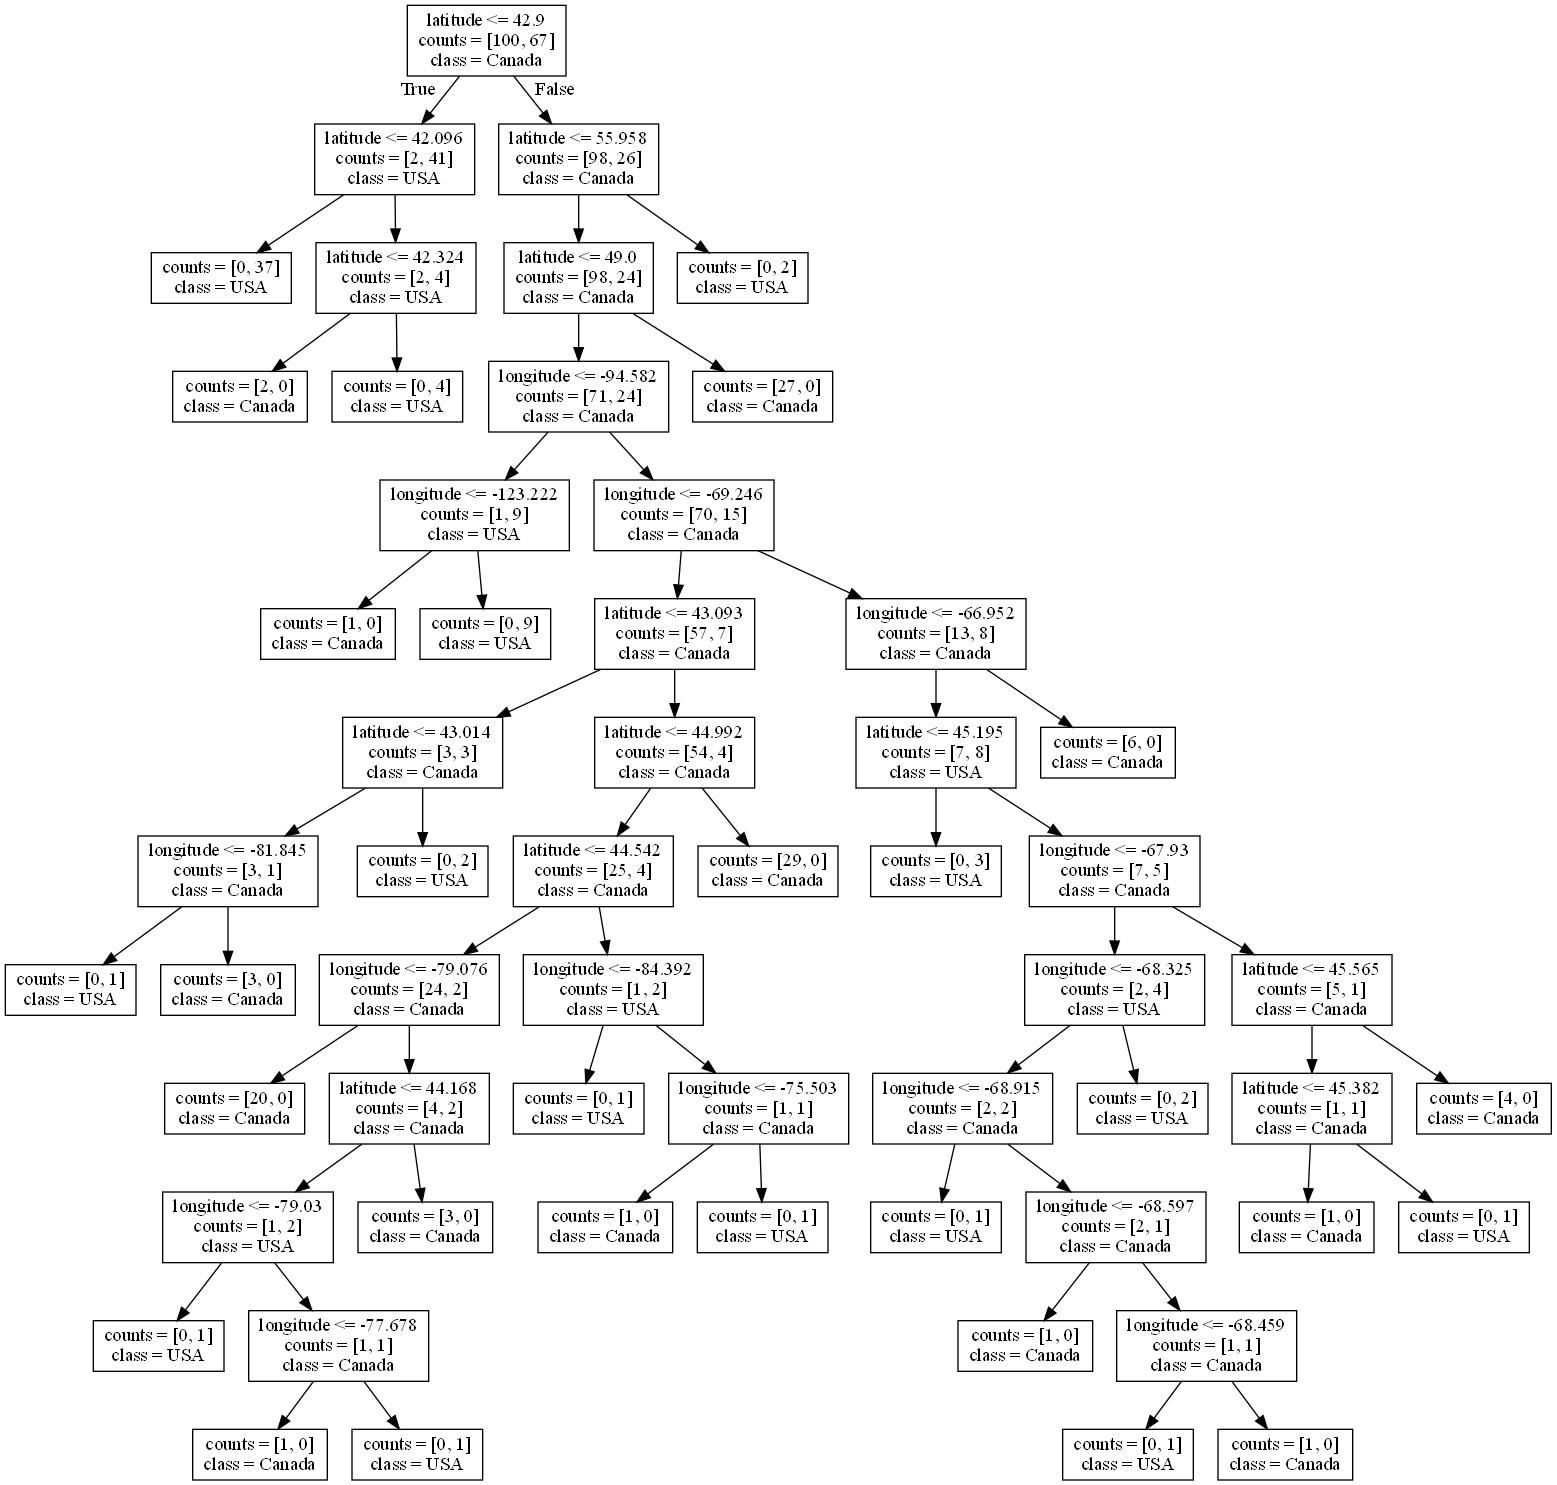 latitude <= 42.9
counts = [100, 67]
class = Canada
True
False
latitude <= 42.096
counts = [2, 41]
class = USA
latitude <= 55.958
counts = [98, 26]
class = Canada
counts = [0, 37]
class = USA
latitude <= 42.324
counts = [2, 4]
class = USA
latitude <= 49.0
counts = [98, 24]
class = Canada
counts = [0, 2]
class = USA
counts = [2, 0]
class = Canada
counts = [0, 4]
class = USA
longitude <= -94.582
counts = [71, 24]
class = Canada
counts = [27, 0]
class = Canada
longitude <= -123.222
counts = [1, 9]
class = USA
longitude <= -69.246
counts = [70, 15]
class = Canada
counts = [1, 0]
class = Canada
counts = [0, 9]
class = USA
latitude <= 43.093
counts = [57, 7]
class = Canada
longitude <= -66.952
counts = [13, 8]
class = Canada
latitude <= 43.014
counts = [3, 3]
class = Canada
latitude <= 44.992
counts = [54, 4]
class = Canada
latitude <= 45.195
counts = [7, 8]
class = USA
counts = [6, 0]
class = Canada
longitude <= -81.845
counts = [3, 1]
class = Canada
counts = [0, 2]
class = USA
latitude <= 44.542
counts = [25, 4]
class = Canada
counts = [29, 0]
class = Canada
counts = [0, 3]
class = USA
longitude <= -67.93
counts = [7, 5]
class = Canada
counts = [0, 1]
class = USA
counts = [3, 0]
class = Canada
longitude <= -79.076
counts = [24, 2]
class = Canada
longitude <= -84.392
counts = [1, 2]
class = USA
longitude <= -68.325
counts = [2, 4]
class = USA
latitude <= 45.565
counts = [5, 1]
class = Canada
counts = [20, 0]
class = Canada
latitude <= 44.168
counts = [4, 2]
class = Canada
counts = [0, 1]
class = USA
longitude <= -75.503
counts = [1, 1]
class = Canada
longitude <= -68.915
counts = [2, 2]
class = Canada
counts = [0, 2]
class = USA
latitude <= 45.382
counts = [1, 1]
class = Canada
counts = [4, 0]
class = Canada
longitude <= -79.03
counts = [1, 2]
class = USA
counts = [3, 0]
class = Canada
counts = [1, 0]
class = Canada
counts = [0, 1]
class = USA
counts = [0, 1]
class = USA
longitude <= -68.597
counts = [2, 1]
class = Canada
counts = [1, 0]
class = Canada
counts = [0, 1]
class = USA
counts = [0, 1]
class = USA
longitude <= -77.678
counts = [1, 1]
class = Canada
counts = [1, 0]
class = Canada
longitude <= -68.459
counts = [1, 1]
class = Canada
counts = [1, 0]
class = Canada
counts = [0, 1]
class = USA
counts = [0, 1]
class = USA
counts = [1, 0]
class = Canada